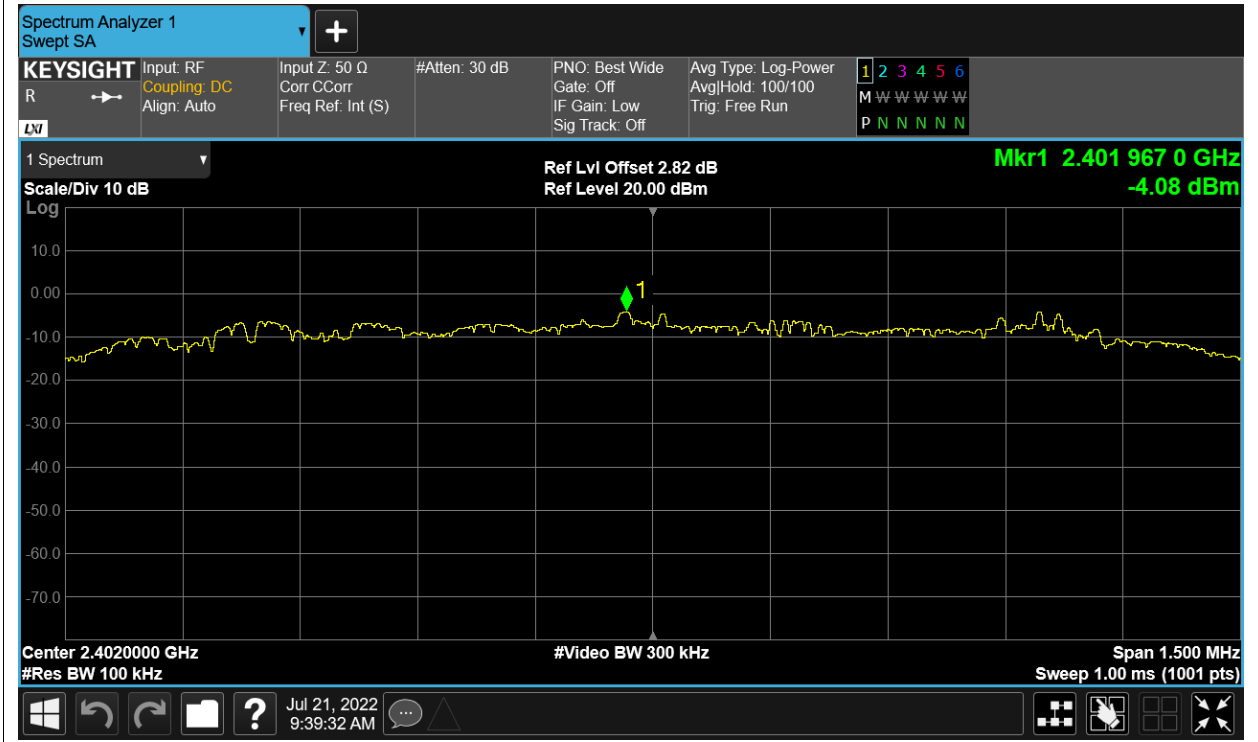 Spectrum Analyzer 1
Swept SA
+
KEYSIGHT
R
LXI
Input: RF
Coupling: DC
Align: Auto
Input Z: 50 Ω
Corr CCorr
Freq Ref: Int (S)
#Atten: 30 dB
PNO: Best Wide
Gate: Off
IF Gain: Low
Sig Track: Off
Avg Type: Log-Power
Avg|Hold: 100/100
Trig: Free Run
1 2 3 4 5 6
M W W W W W
P N N N N N
1 Spectrum
Scale/Div 10 dB
Log
Ref Lvl Offset 2.82 dB
Ref Level 20.00 dBm
Mkr1 2.401 967 0 GHz
-4.08 dBm
10.0
0.00
-10.0
-20.0
-30.0
-40.0
-50.0
-60.0
-70.0
1
Center 2.4020000 GHz
#Res BW 100 kHz
#Video BW 300 kHz
Span 1.500 MHz
Sweep 1.00 ms (1001 pts)
?
Jul 21, 2022
9:39:32 AM